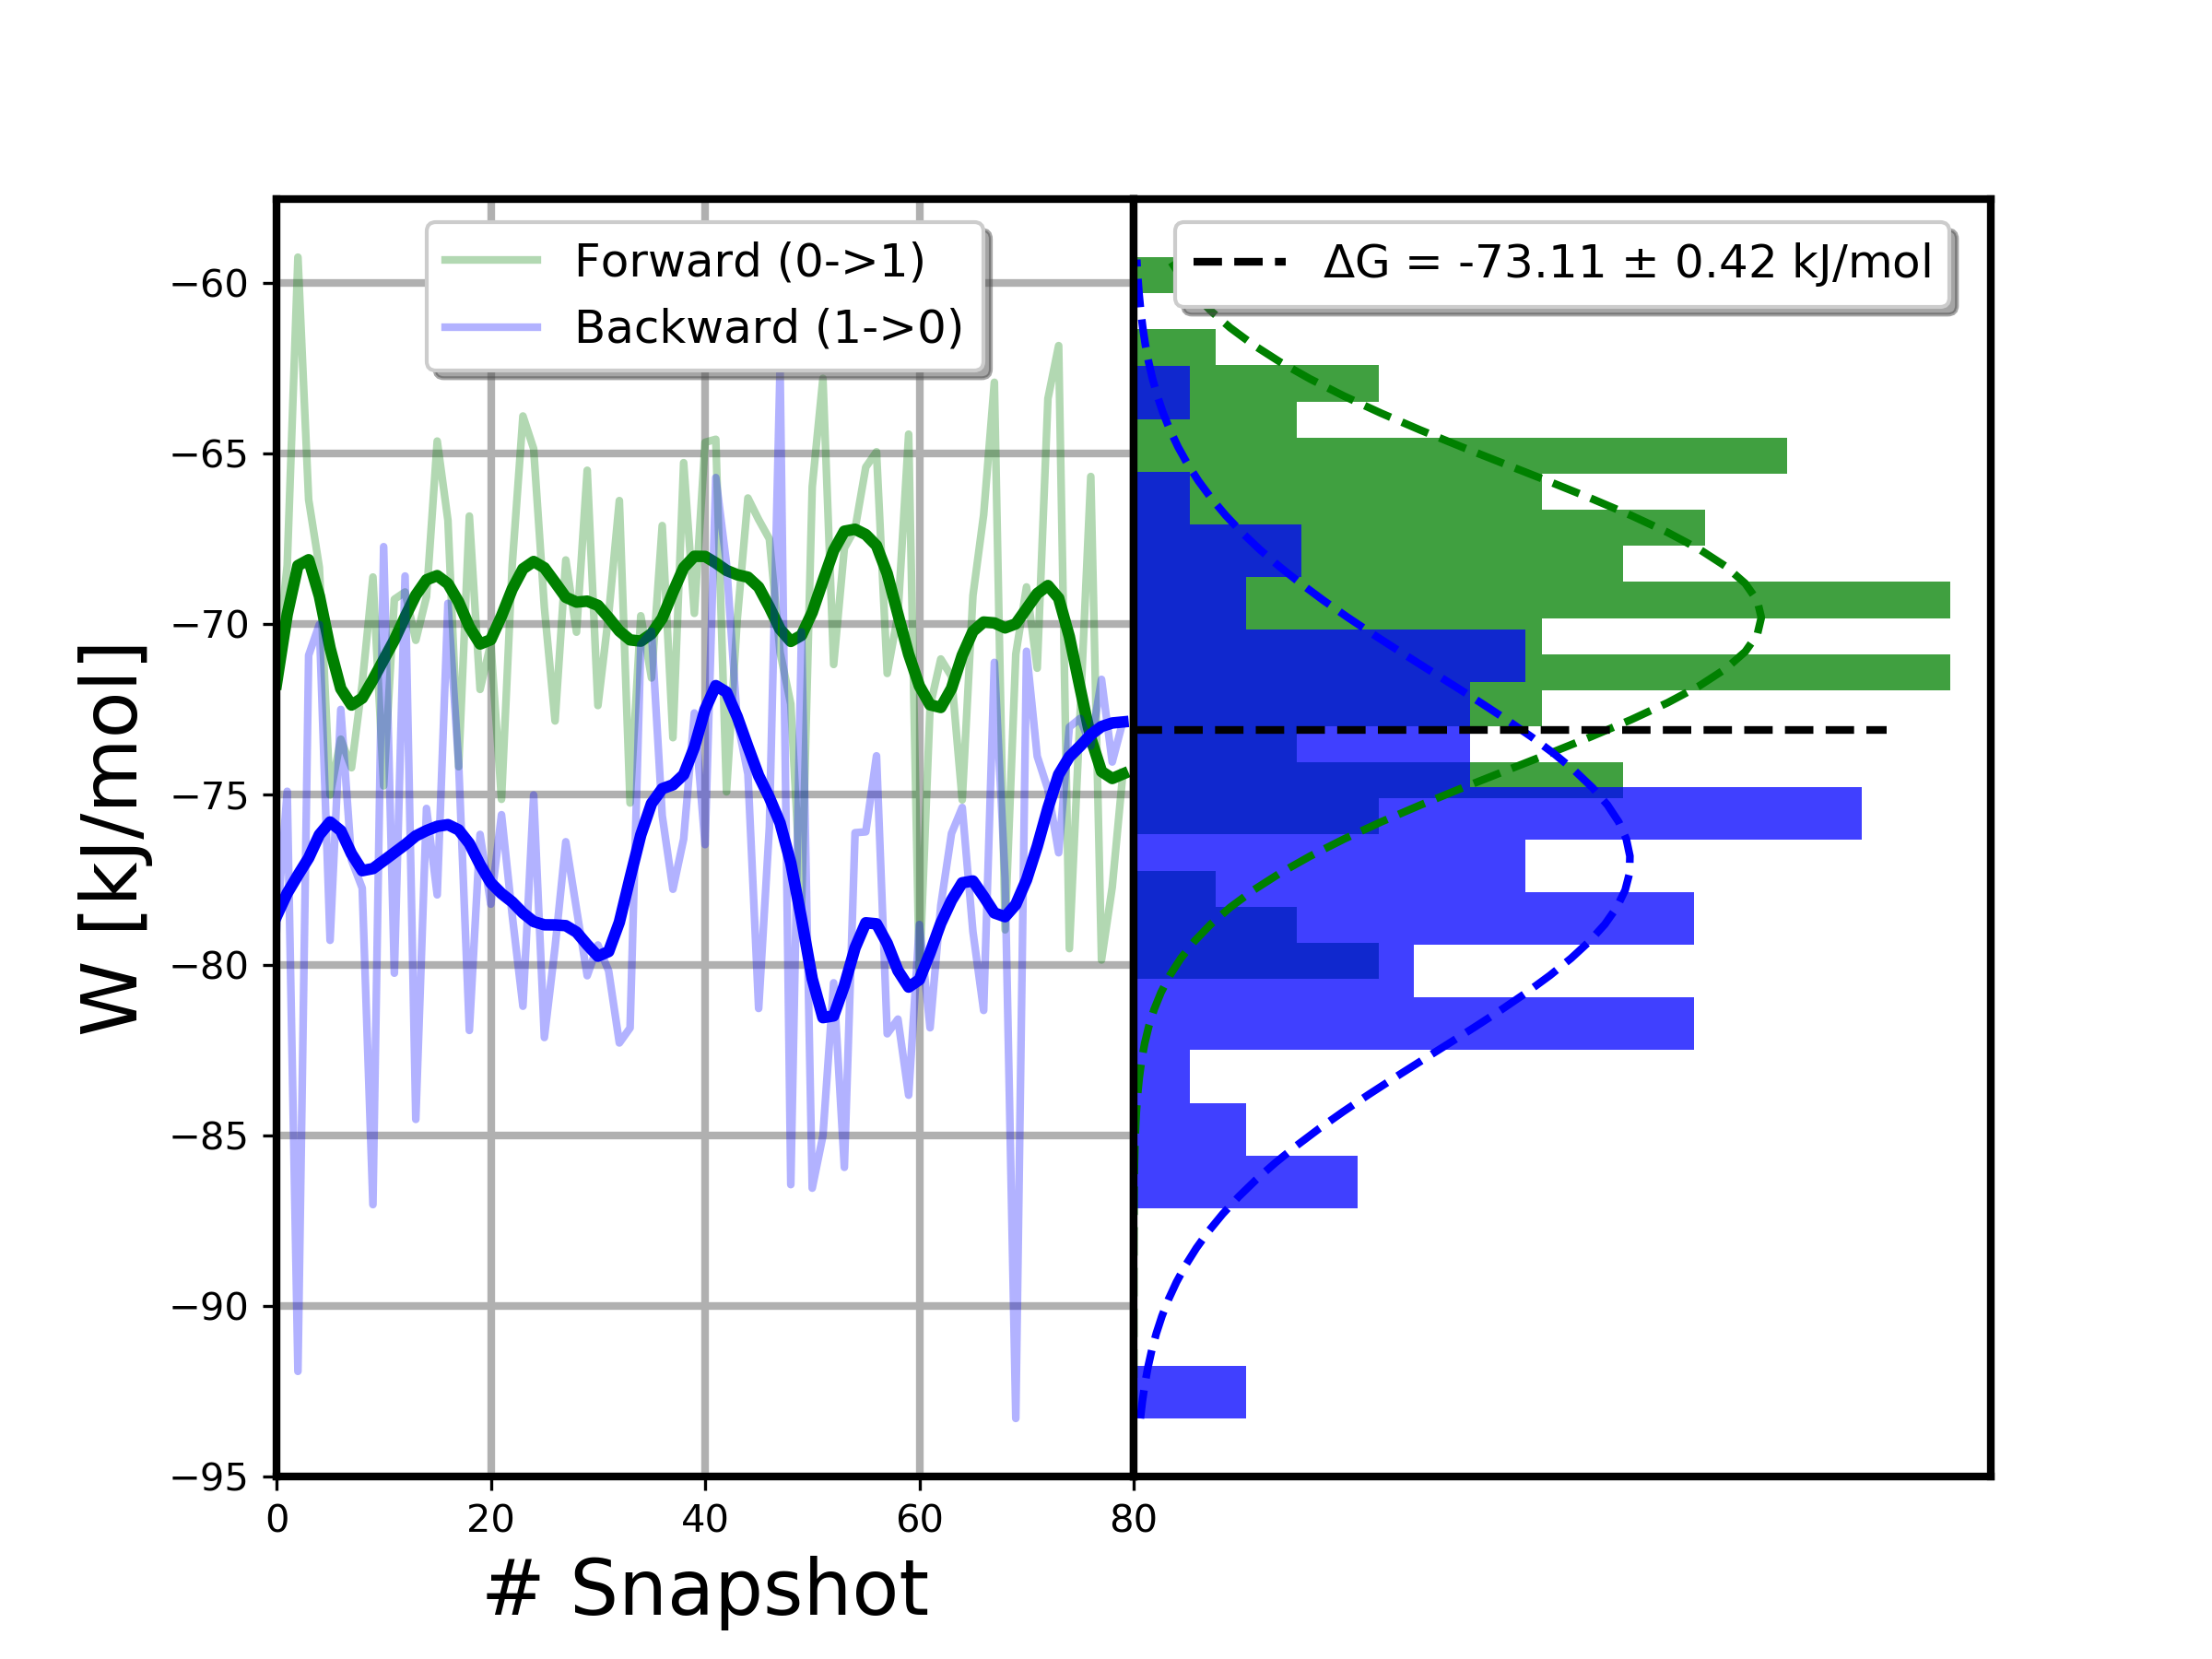 Forward (0->1)
Backward (1->0)
ΔG = -73.11 ± 0.42 kJ/mol
W [kJ/mol]
−60
−65
−70
−75
−80
−85
−90
−95
0 20 40 60 80
# Snapshot